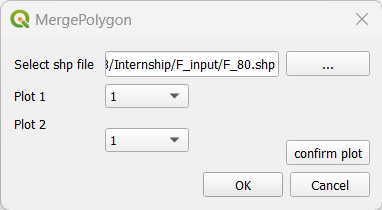 MergePolygon
Select shp file
3/Internship/F_input/F_80.shp
...
Plot 1
1
Plot 2
1
confirm plot
OK
Cancel